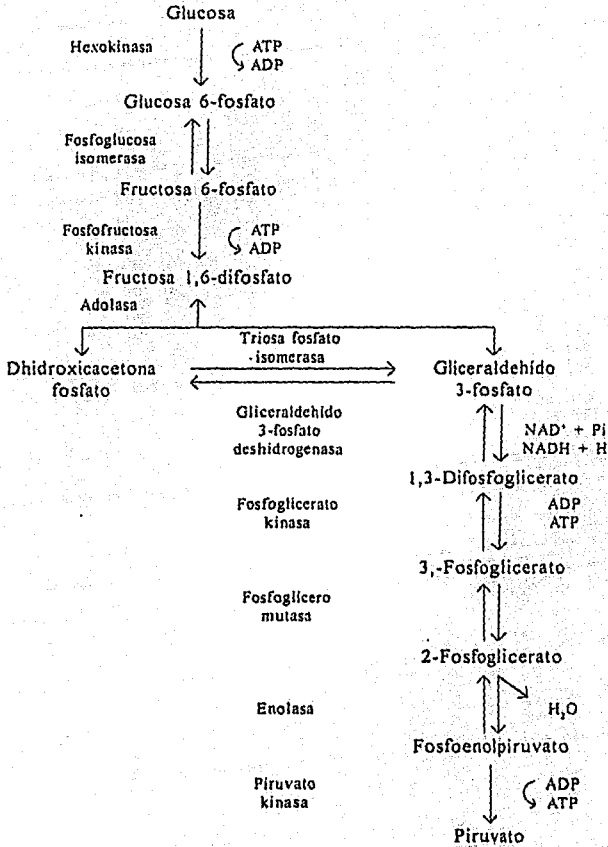 Glucosa
Hexokinasa
ATP
ADP
Glucosa 6-fosfato
Fosfoglucosa
isomerasa
Fructosa 6-fosfato
Fosfofructosa
kinasa
ATP
ADP
Fructosa 1,6-difosfato
Adolasa
Triosa fosfato
isomerasa
Dhidroxicacetona
fosfato
Gliceraldehído
3-fosfato
Gliceraldehído
3-fosfato
deshidrogenasa
NAD⁺ + Pi
NADH + H
1,3-Difosfoglicerato
Fosfoglicerato
kinasa
ADP
ATP
3,-Fosfoglicerato
Fosfoglicero
mutasa
2-Fosfoglicerato
Enolasa
H₂O
Fosfoenolpiruvato
Piruvato
kinasa
ADP
ATP
Piruvato